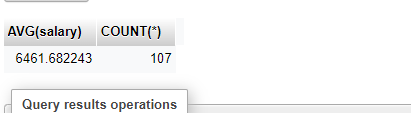 AVG(salary) COUNT(*)
6461.682243 107
Query results operations